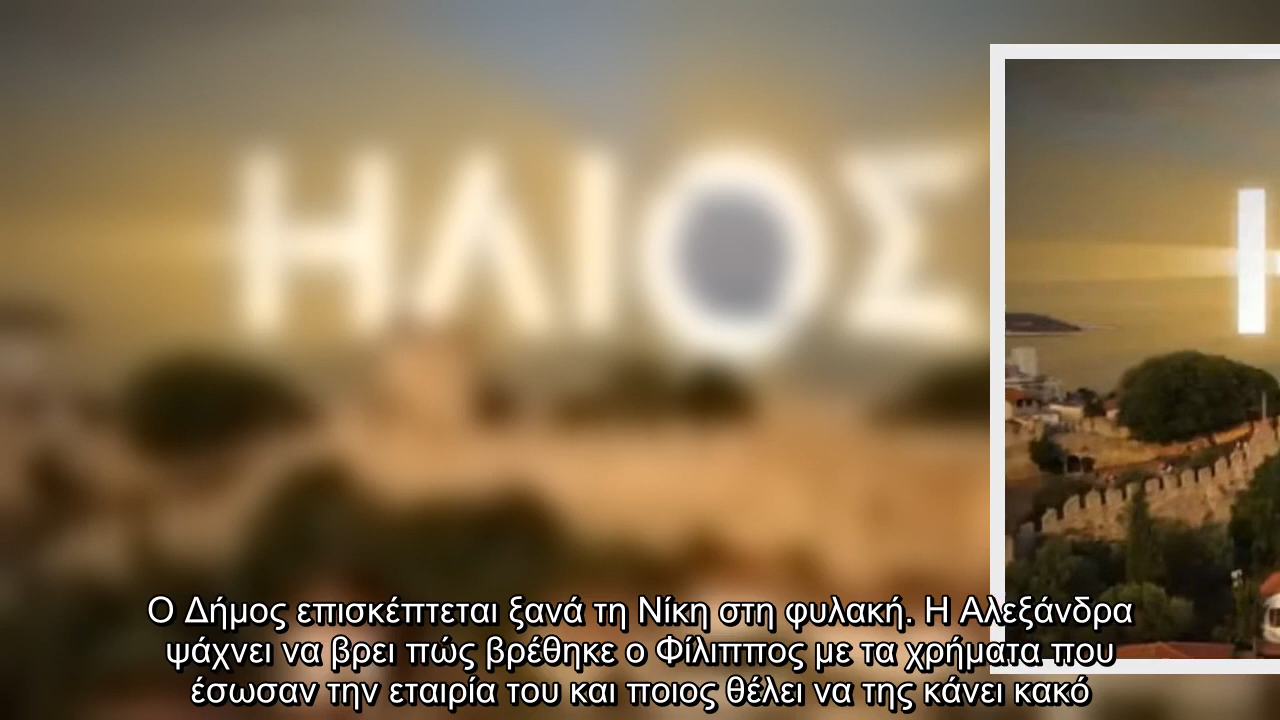 ΗΛΙΟΣ
Ο Δήμος επισκέπτεται ξανά τη Νίκη στη φυλακή. Η Αλεξάνδρα
ψάχνει να βρει πώς βρέθηκε ο Φίλιππος με τα χρήματα που
έσωσαν την εταιρία του και ποιος θέλει να της κάνει κακό